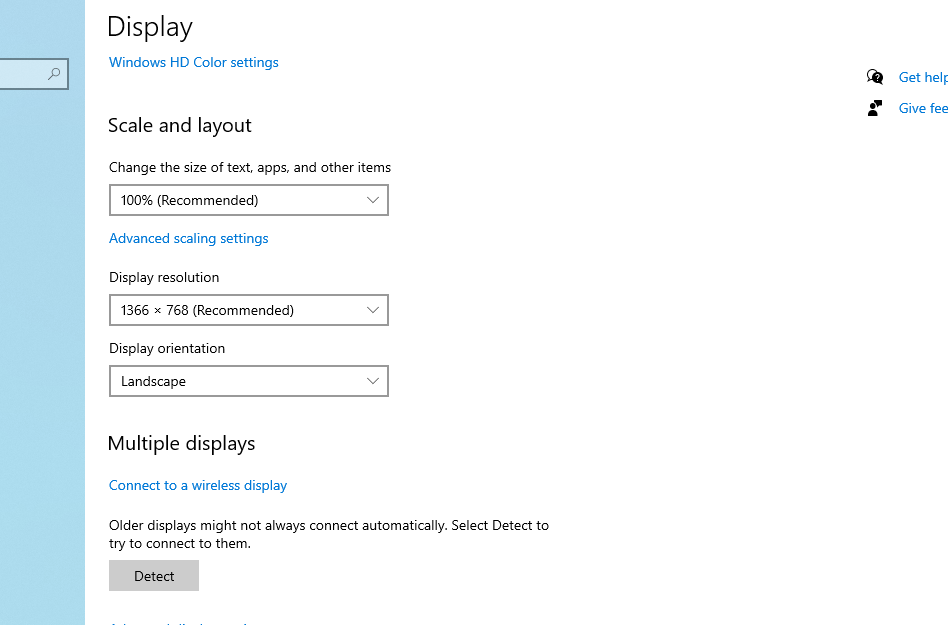 Display
Windows HD Color settings
Get help
Give fee
Scale and layout
Change the size of text, apps, and other items
100% (Recommended)
Advanced scaling settings
Display resolution
1366 × 768 (Recommended)
Display orientation
Landscape
Multiple displays
Connect to a wireless display
Older displays might not always connect automatically. Select Detect to
try to connect to them.
Detect